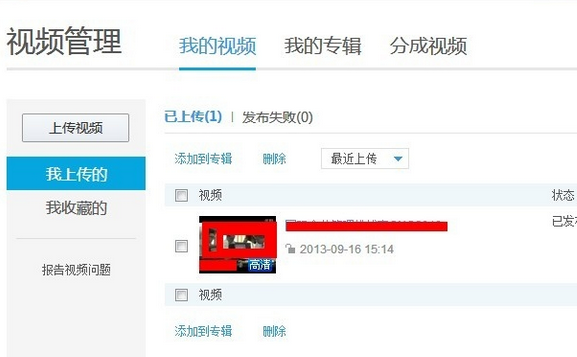 视频管理
我的视频 我的专辑 分成视频
上传视频
我上传的
我收藏的
报告视频问题
已上传(1) | 发布失败(0)
添加到专辑 删除 最近上传
视频 状态
已发
高清
2013-09-16 15:14
视频
添加到专辑 删除